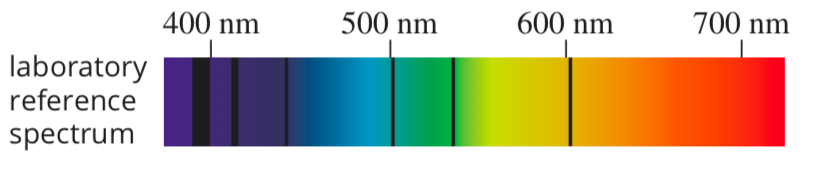 400 nm 500 nm 600 nm 700 nm
laboratory
reference
spectrum